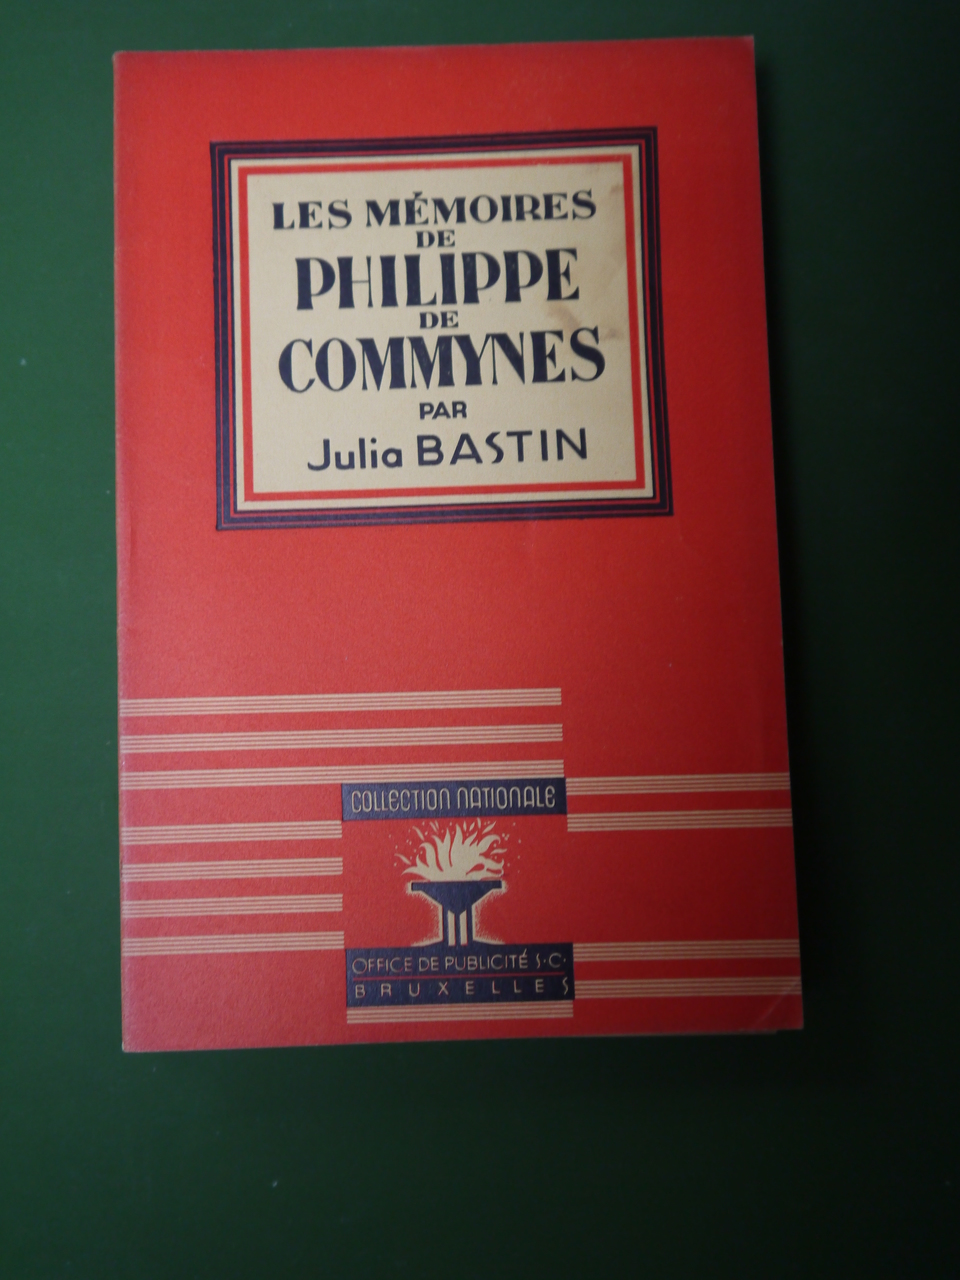 LES MÉMOIRES
DE
PHILIPPE
DE
COMMYNES
PAR
Julia BASTIN
COLLECTION NATIONALE
OFFICE DE PUBLICITÉ S·C·
BRUXELLES